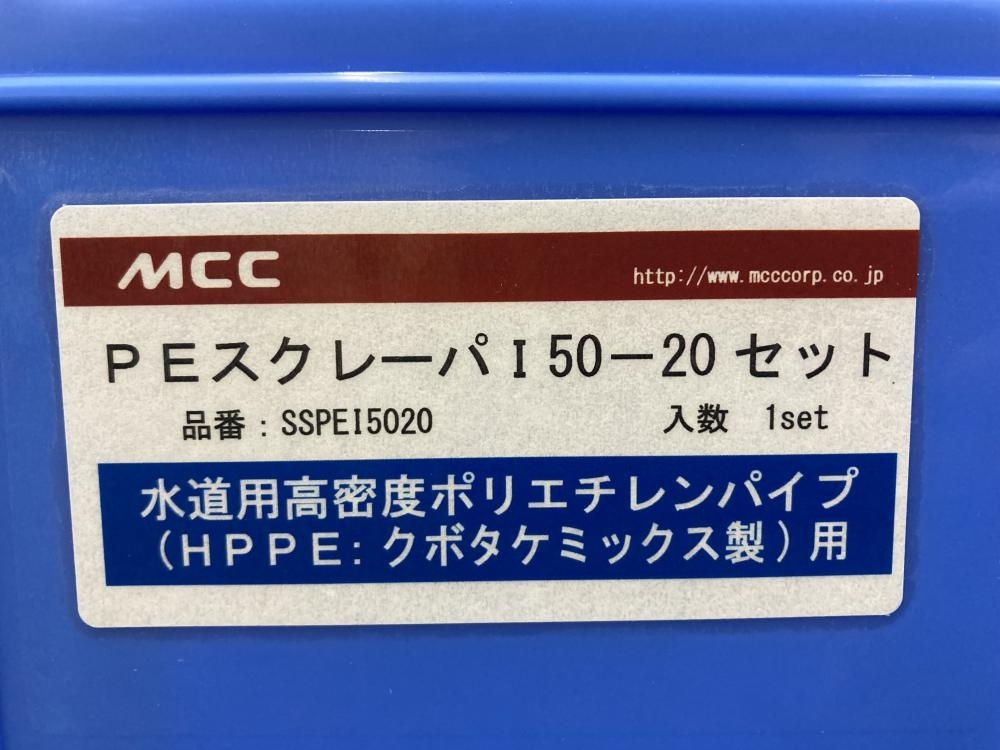 MCC
http://www.mcccorp.co.jp
PEスクレーパI50-20セット
品番:SSPEI5020 入数 1set
水道用高密度ポリエチレンパイプ
(HPPE:クボタケミックス製)用